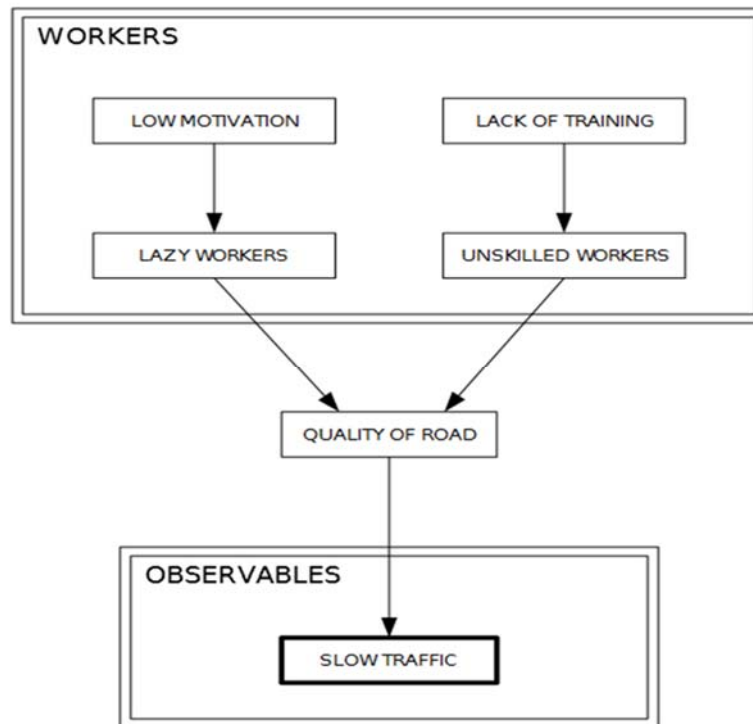 WORKERS
LOW MOTIVATION
LACK OF TRAINING
LAZY WORKERS
UNSKILLED WORKERS
QUALITY OF ROAD
OBSERVABLES
SLOW TRAFFIC